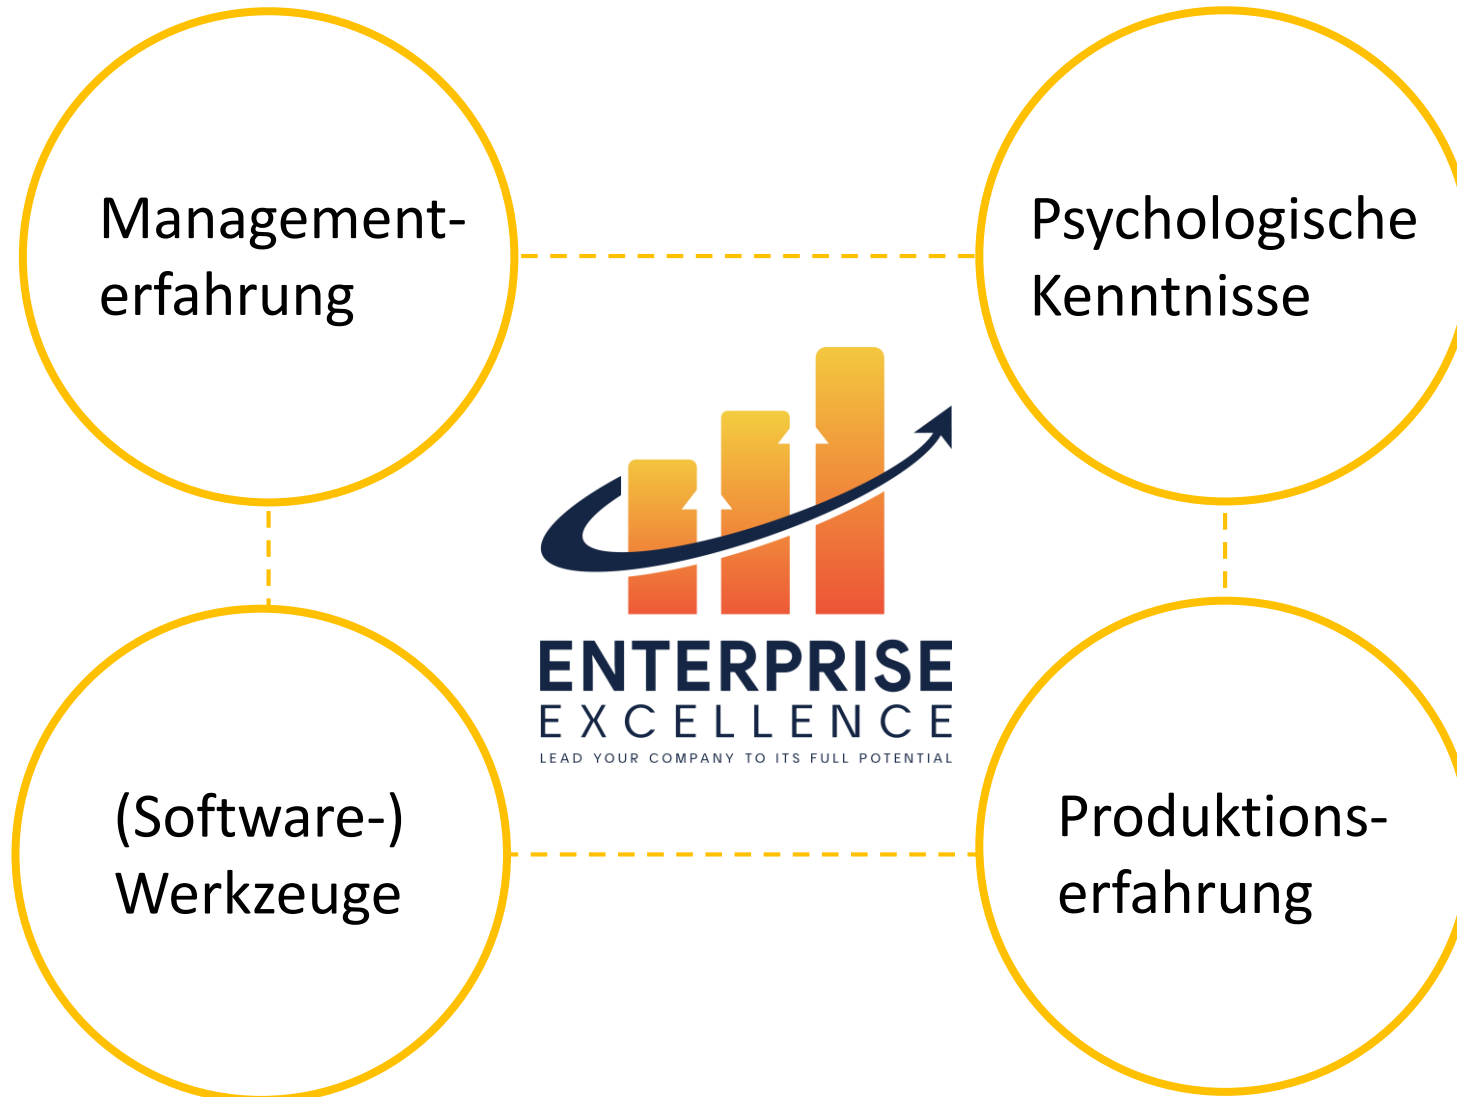 Management-
erfahrung
Psychologische
Kenntnisse
ENTERPRISE
EXCELLENCE
LEAD YOUR COMPANY TO ITS FULL POTENTIAL
(Software-)
Werkzeuge
Produktions-
erfahrung